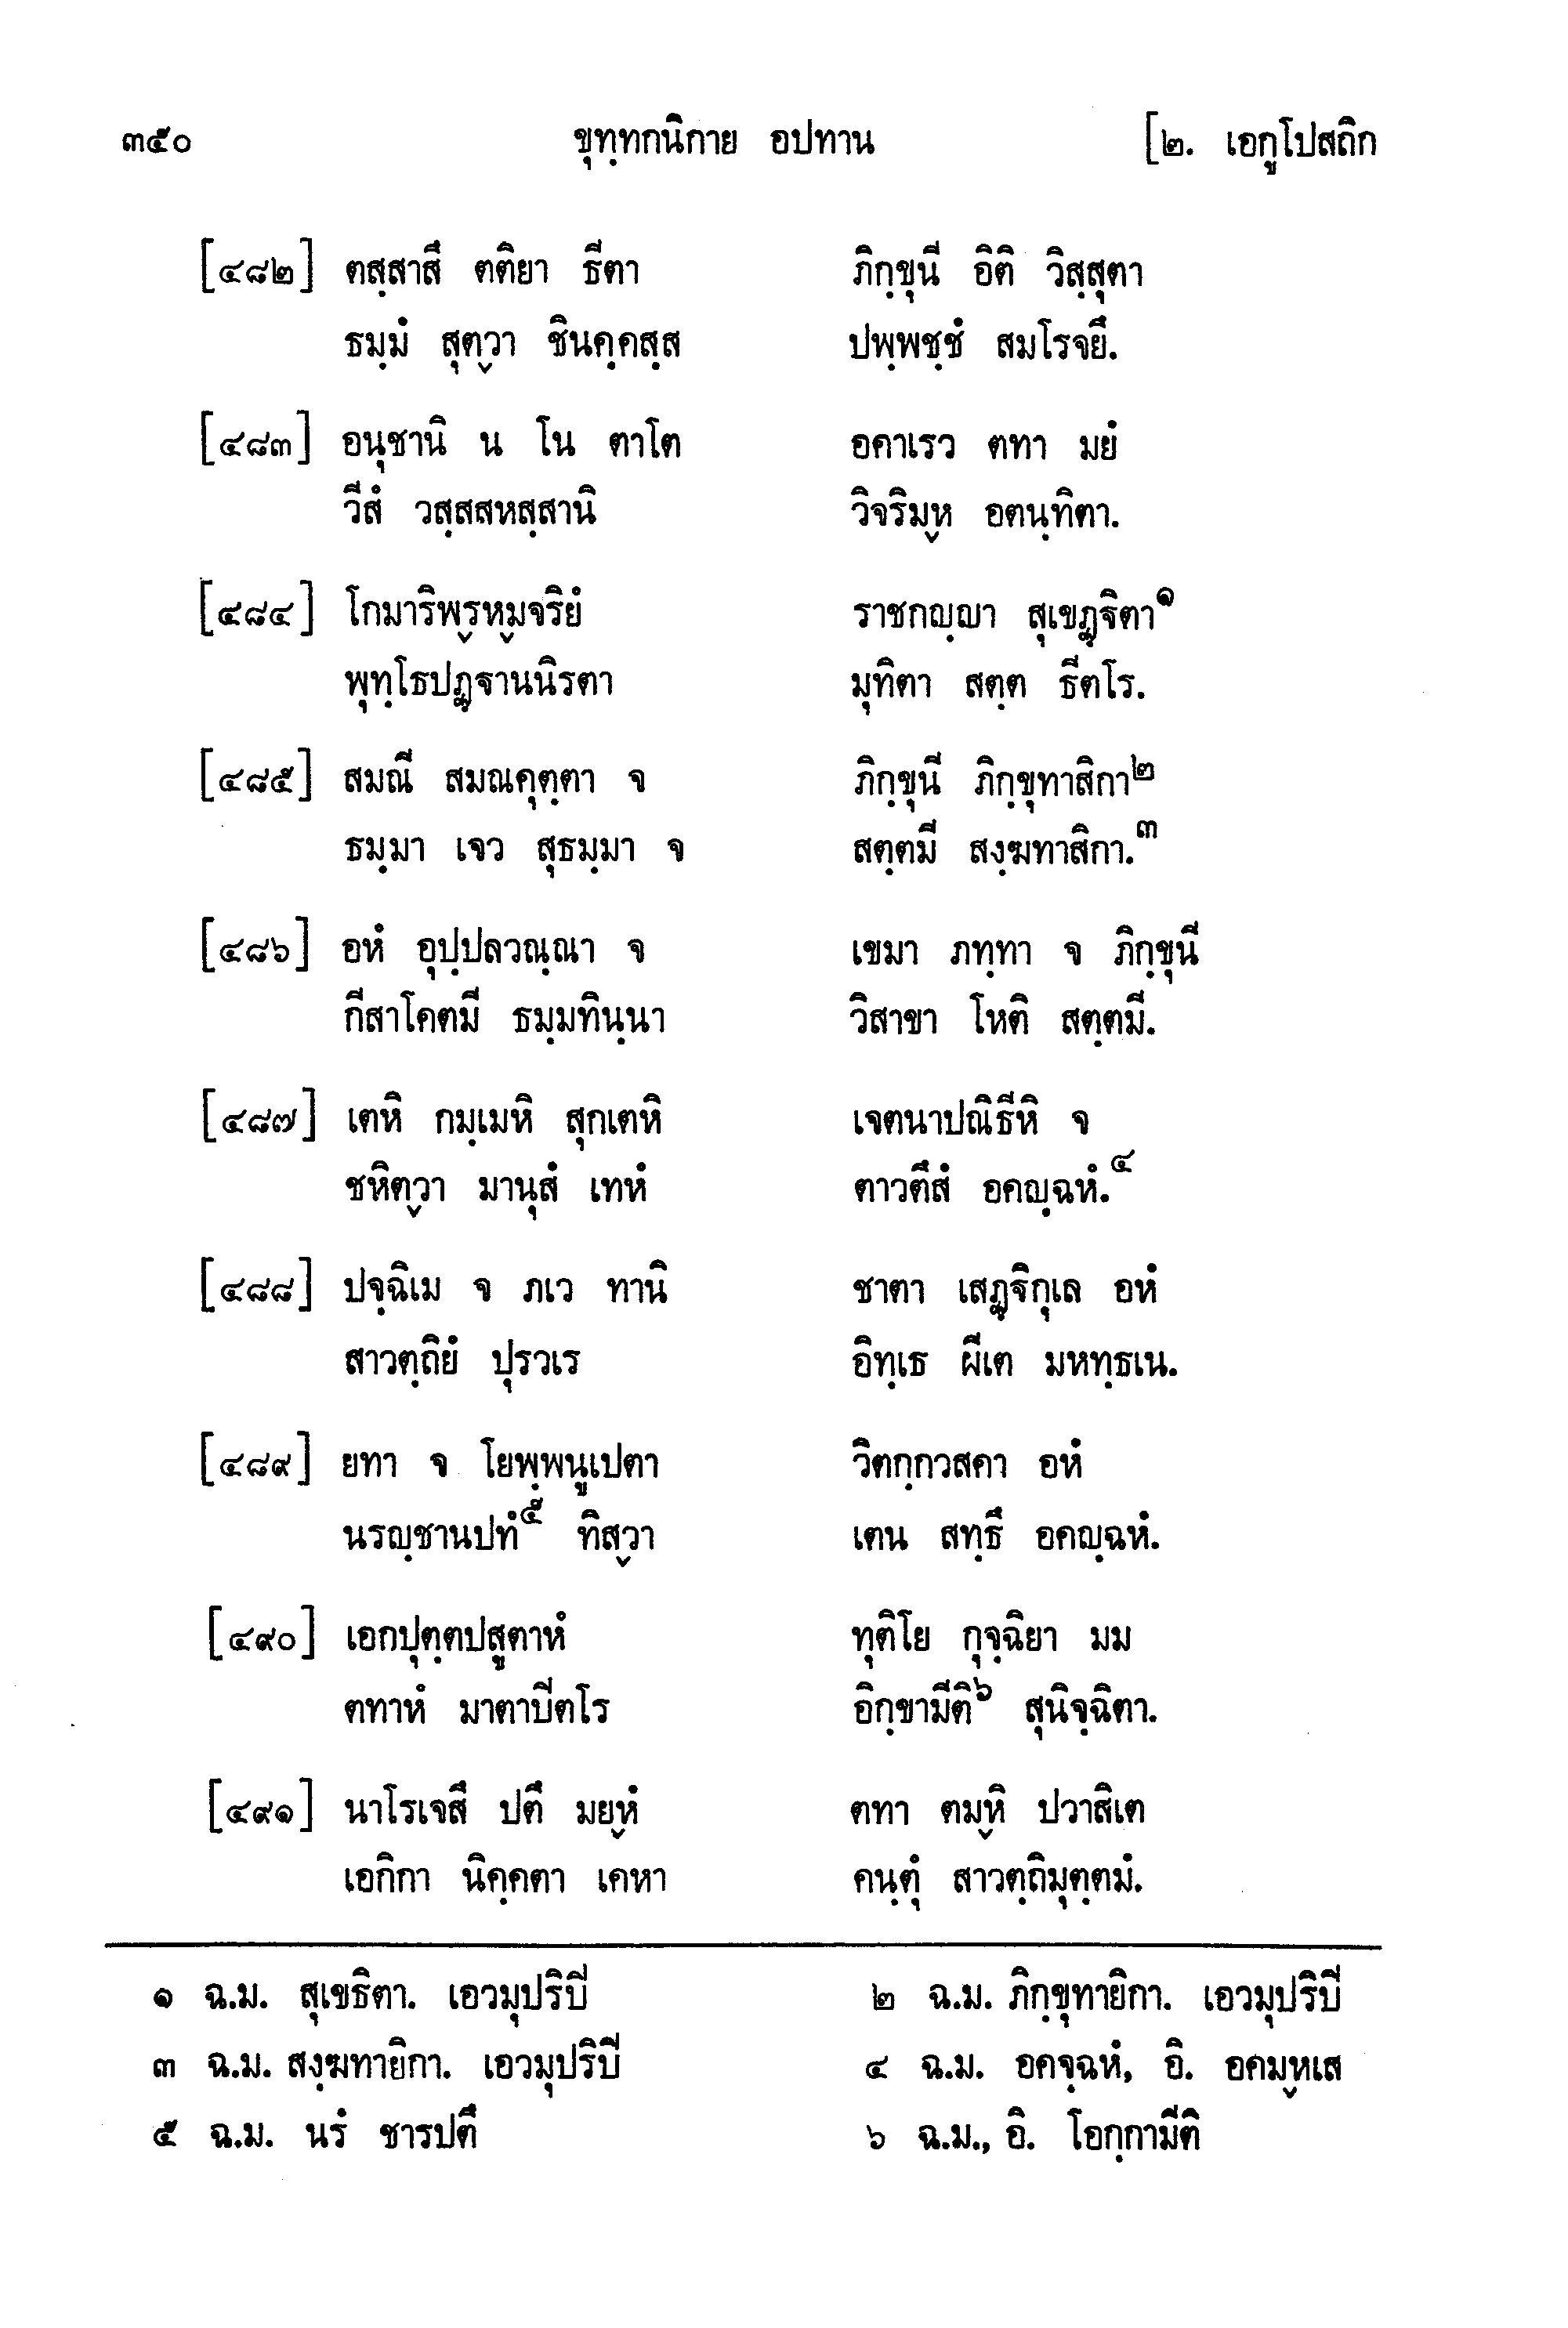 ๓๕๐ ขุทฺทกนิกาย อปทาน [๒. เอกูโปสถิก
[๔๘๒] ตสฺสาสึ ตติยา ธีตา ภิกฺขุนี อิติ วิสฺสุตา
ธมฺมํ สุตฺวา ชินคฺคสฺส ปพฺพชฺชํ สมโรจยึ.
[๔๘๓] อนุชานิ น โน ตาโต อคาเรว ตทา มยํ
วีสํ วสฺสสหสฺสานิ วิจริมฺห อตนฺทิตา.
[๔๘๔] โกมาริพฺรหฺมจริยํ ราชกญฺญา สุเขฏฺฐิตา๑
พุทฺโธปฏฺฐานนิรตา มุทิตา สตฺต ธีตโร.
[๔๘๕] สมณี สมณคุตฺตา จ ภิกฺขุนี ภิกฺขุทาสิกา๒
ธมฺมา เจว สุธมฺมา จ สตฺตมี สงฺฆทาสิกา.๓
[๔๘๖] อหํ อุปฺปลวณฺณา จ เขมา ภทฺทา จ ภิกฺขุนี
กีสาโคตมี ธมฺมทินฺนา วิสาขา โหติ สตฺตมี.
[๔๘๗] เตหิ กมฺเมหิ สุกเตหิ เจตนาปณิธีหิ จ
ชหิตฺวา มานุสํ เทหํ ตาวตึสํ อคญฺฉหํ.๔
[๔๘๘] ปจฺฉิเม จ ภเว ทานิ ชาตา เสฏฺฐิกุเล อหํ
สาวตฺถิยํ ปุรวเร อิทฺเธ ผีเต มหทฺธเน.
[๔๘๙] ยทา จ โยพฺพนูเปตา วิตกฺกวสคา อหํ
นรญฺชานปทํ๕ ทิสฺวา เตน สทฺธึ อคญฺฉหํ.
[๔๙๐] เอกปุตฺตปสูตาหํ ทุติโย กุจฺฉิยา มม
ตทาหํ มาตาปีตโร อิกฺขามีติ๖ สุนิจฺฉิตา.
[๔๙๑] นาโรเจสึ ปตึ มยฺหํ ตทา ตมฺหิ ปวาสิเต
เอกิกา นิคฺคตา เคหา คนฺตุํ สาวตฺถิมุตฺตมํ.
๑ ฉ.ม. สุเขธิตา. เอวมุปริปี ๒ ฉ.ม. ภิกฺขุทายิกา. เอวมุปริปี
๓ ฉ.ม. สงฺฆทายิกา. เอวมุปริปี ๔ ฉ.ม. อคจฺฉหํ, อิ. อคมฺหเส
๕ ฉ.ม. นรํ ชารปตึ ๖ ฉ.ม., อิ. โอกฺกามีติ